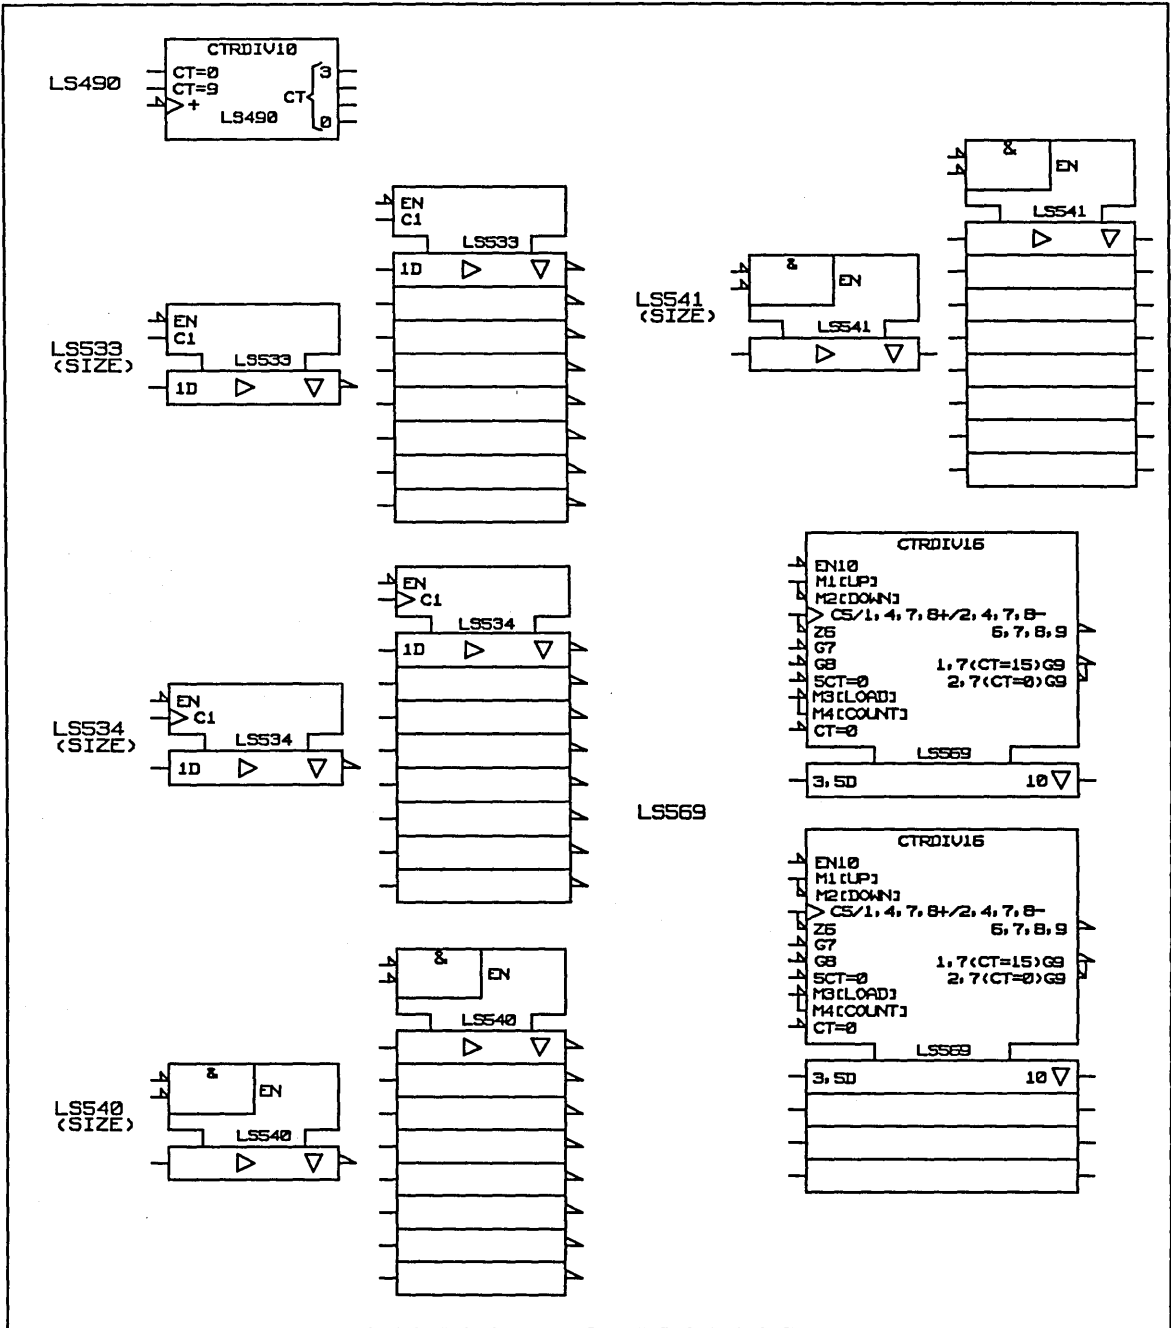 CTRDIV10
LS490
CT=0
CT=9
+
CT
3
0
LS490
EN
C1
LS533
1D
LS533
(SIZE)
EN
C1
LS533
1D
&
EN
LS541
LS541
(SIZE)
&
EN
LS541
EN
C1
LS534
1D
LS534
(SIZE)
EN
C1
LS534
1D
LS569
CTRDIV16
EN10
M1[UP]
M2[DOWN]
C5/1,4,7,8+/2,4,7,8-
Z6 6,7,8,9
G7
G8 1,7(CT=15)G9
5CT=0 2,7(CT=0)G9
M3[LOAD]
M4[COUNT]
CT=0
LS569
3,5D 10
CTRDIV16
EN10
M1[UP]
M2[DOWN]
C5/1,4,7,8+/2,4,7,8-
Z6 6,7,8,9
G7
G8 1,7(CT=15)G9
5CT=0 2,7(CT=0)G9
M3[LOAD]
M4[COUNT]
CT=0
LS569
3,5D 10
&
EN
LS540
LS540
(SIZE)
&
EN
LS540